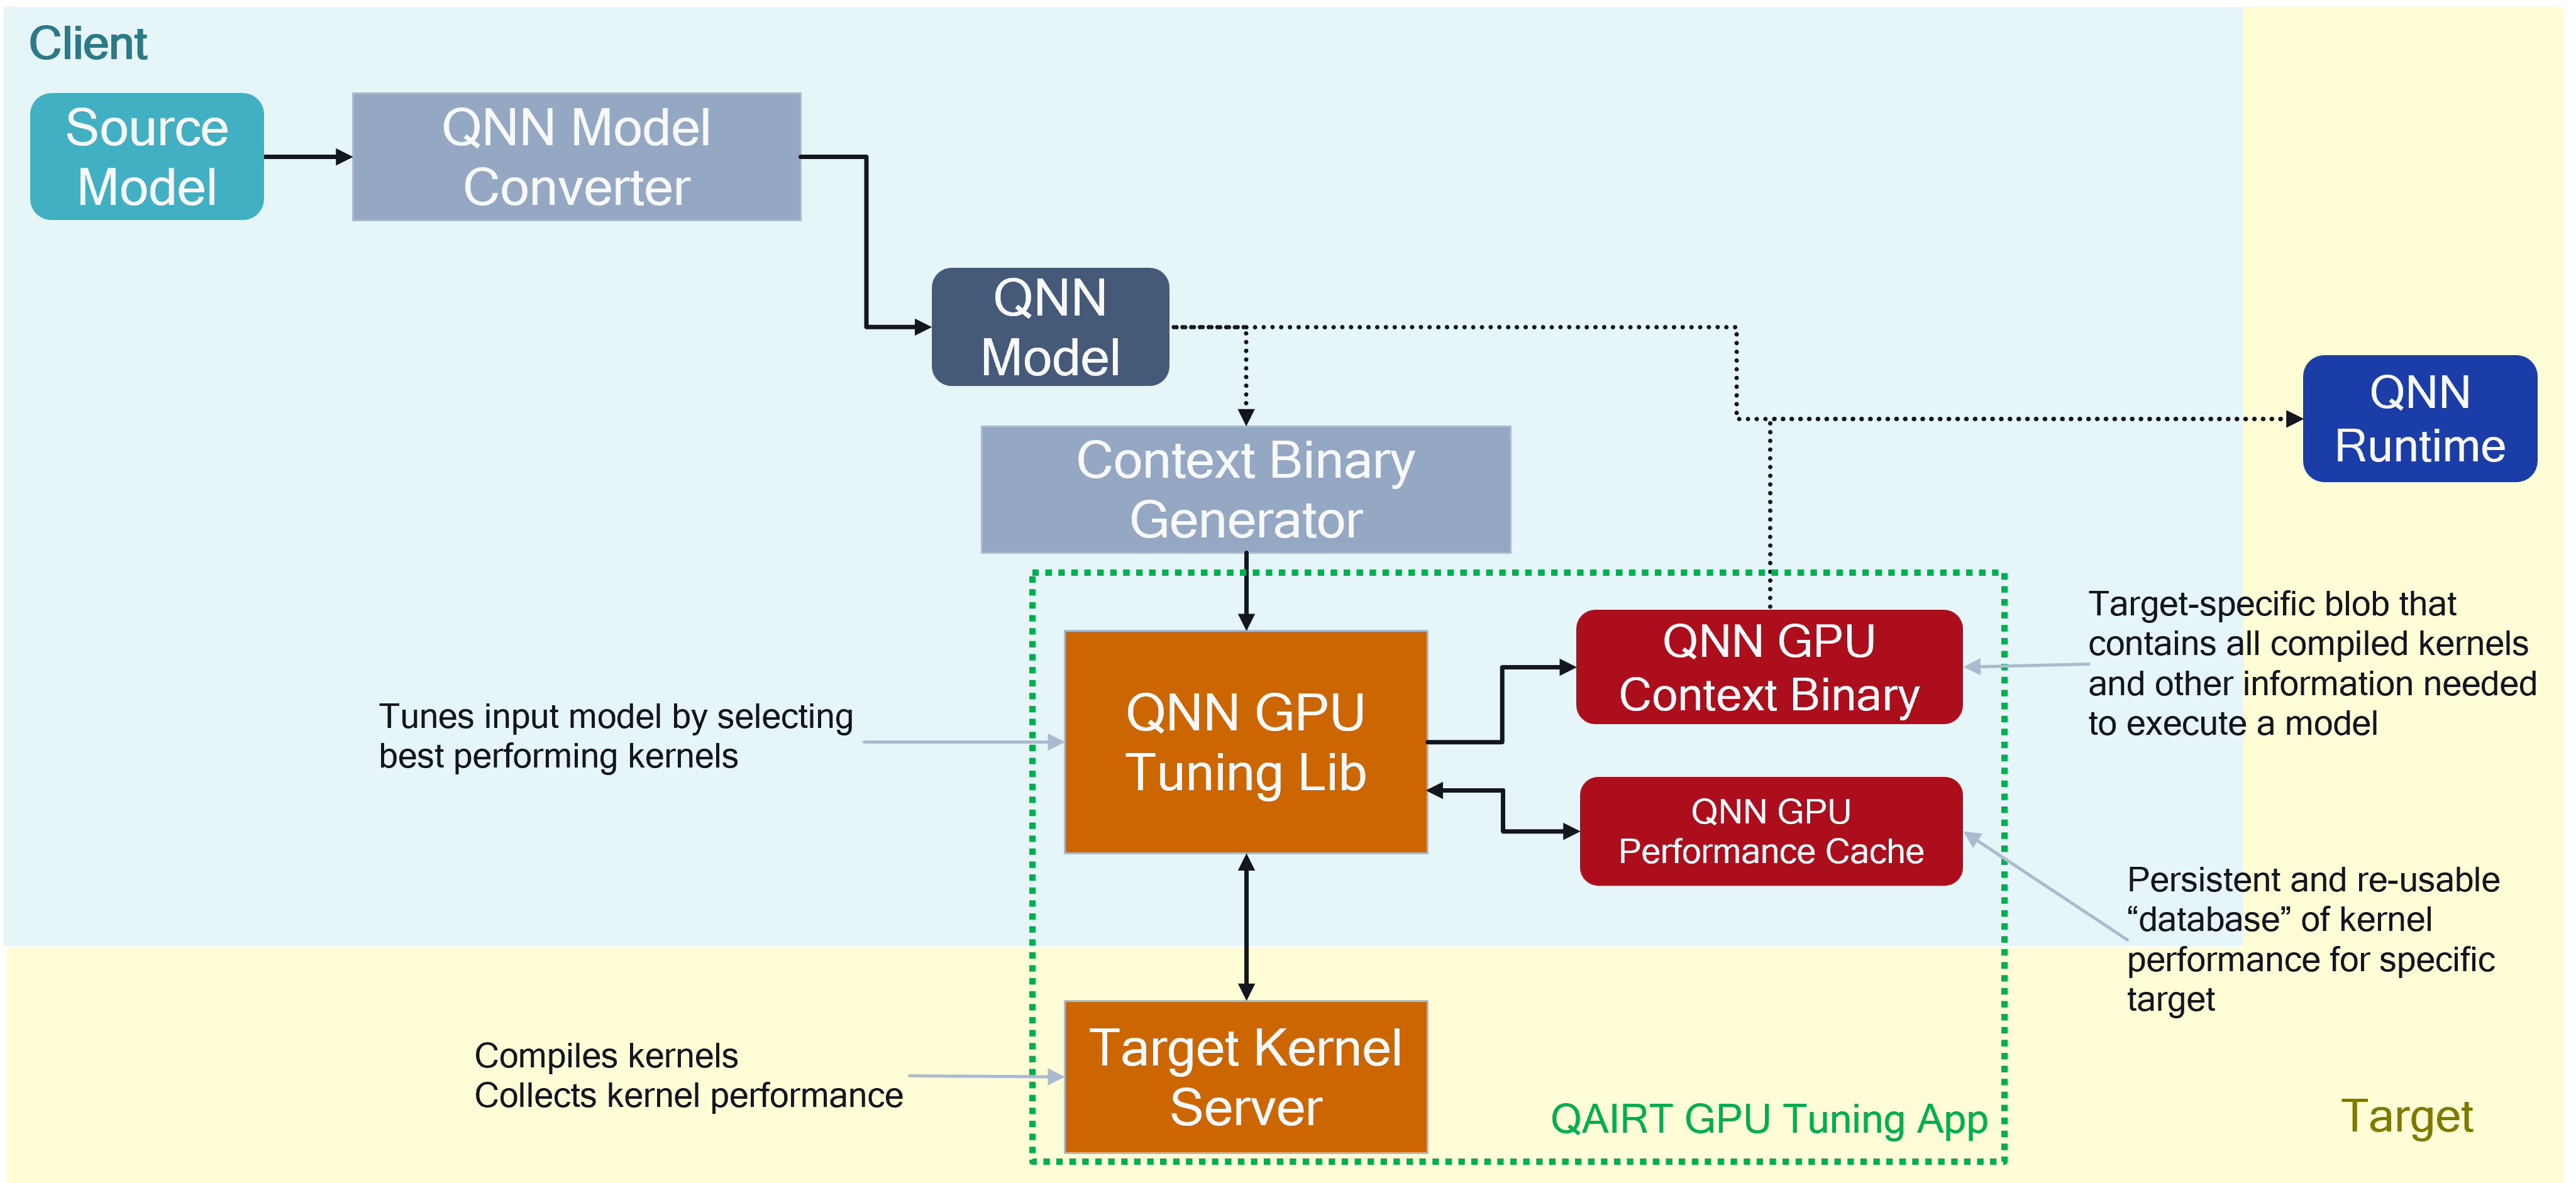 Client
Source
Model
QNN Model
Converter
QNN
Model
QNN
Runtime
Context Binary
Generator
Target-specific blob that
contains all compiled kernels
and other information needed
to execute a model
QNN GPU
Context Binary
QNN GPU
Tuning Lib
Tunes input model by selecting
best performing kernels
QNN GPU
Performance Cache
Persistent and re-usable
“database” of kernel
performance for specific
target
Compiles kernels
Collects kernel performance
Target Kernel
Server
QAIRT GPU Tuning App
Target